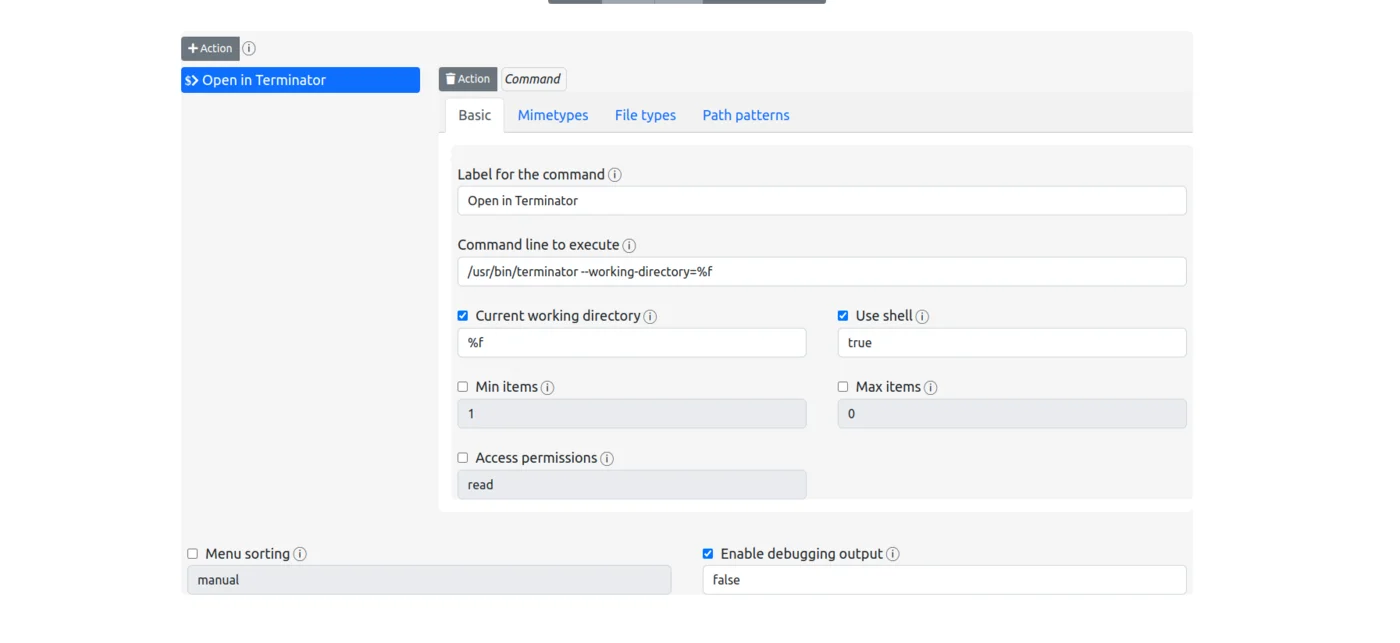 Action
Open in Terminator
Action Command
Basic Mimetypes File types Path patterns
Label for the command
Open in Terminator
Command line to execute
/usr/bin/terminator --working-directory=%f
Current working directory Use shell
%f true
Min items Max items
1 0
Access permissions
read
Menu sorting Enable debugging output
manual false